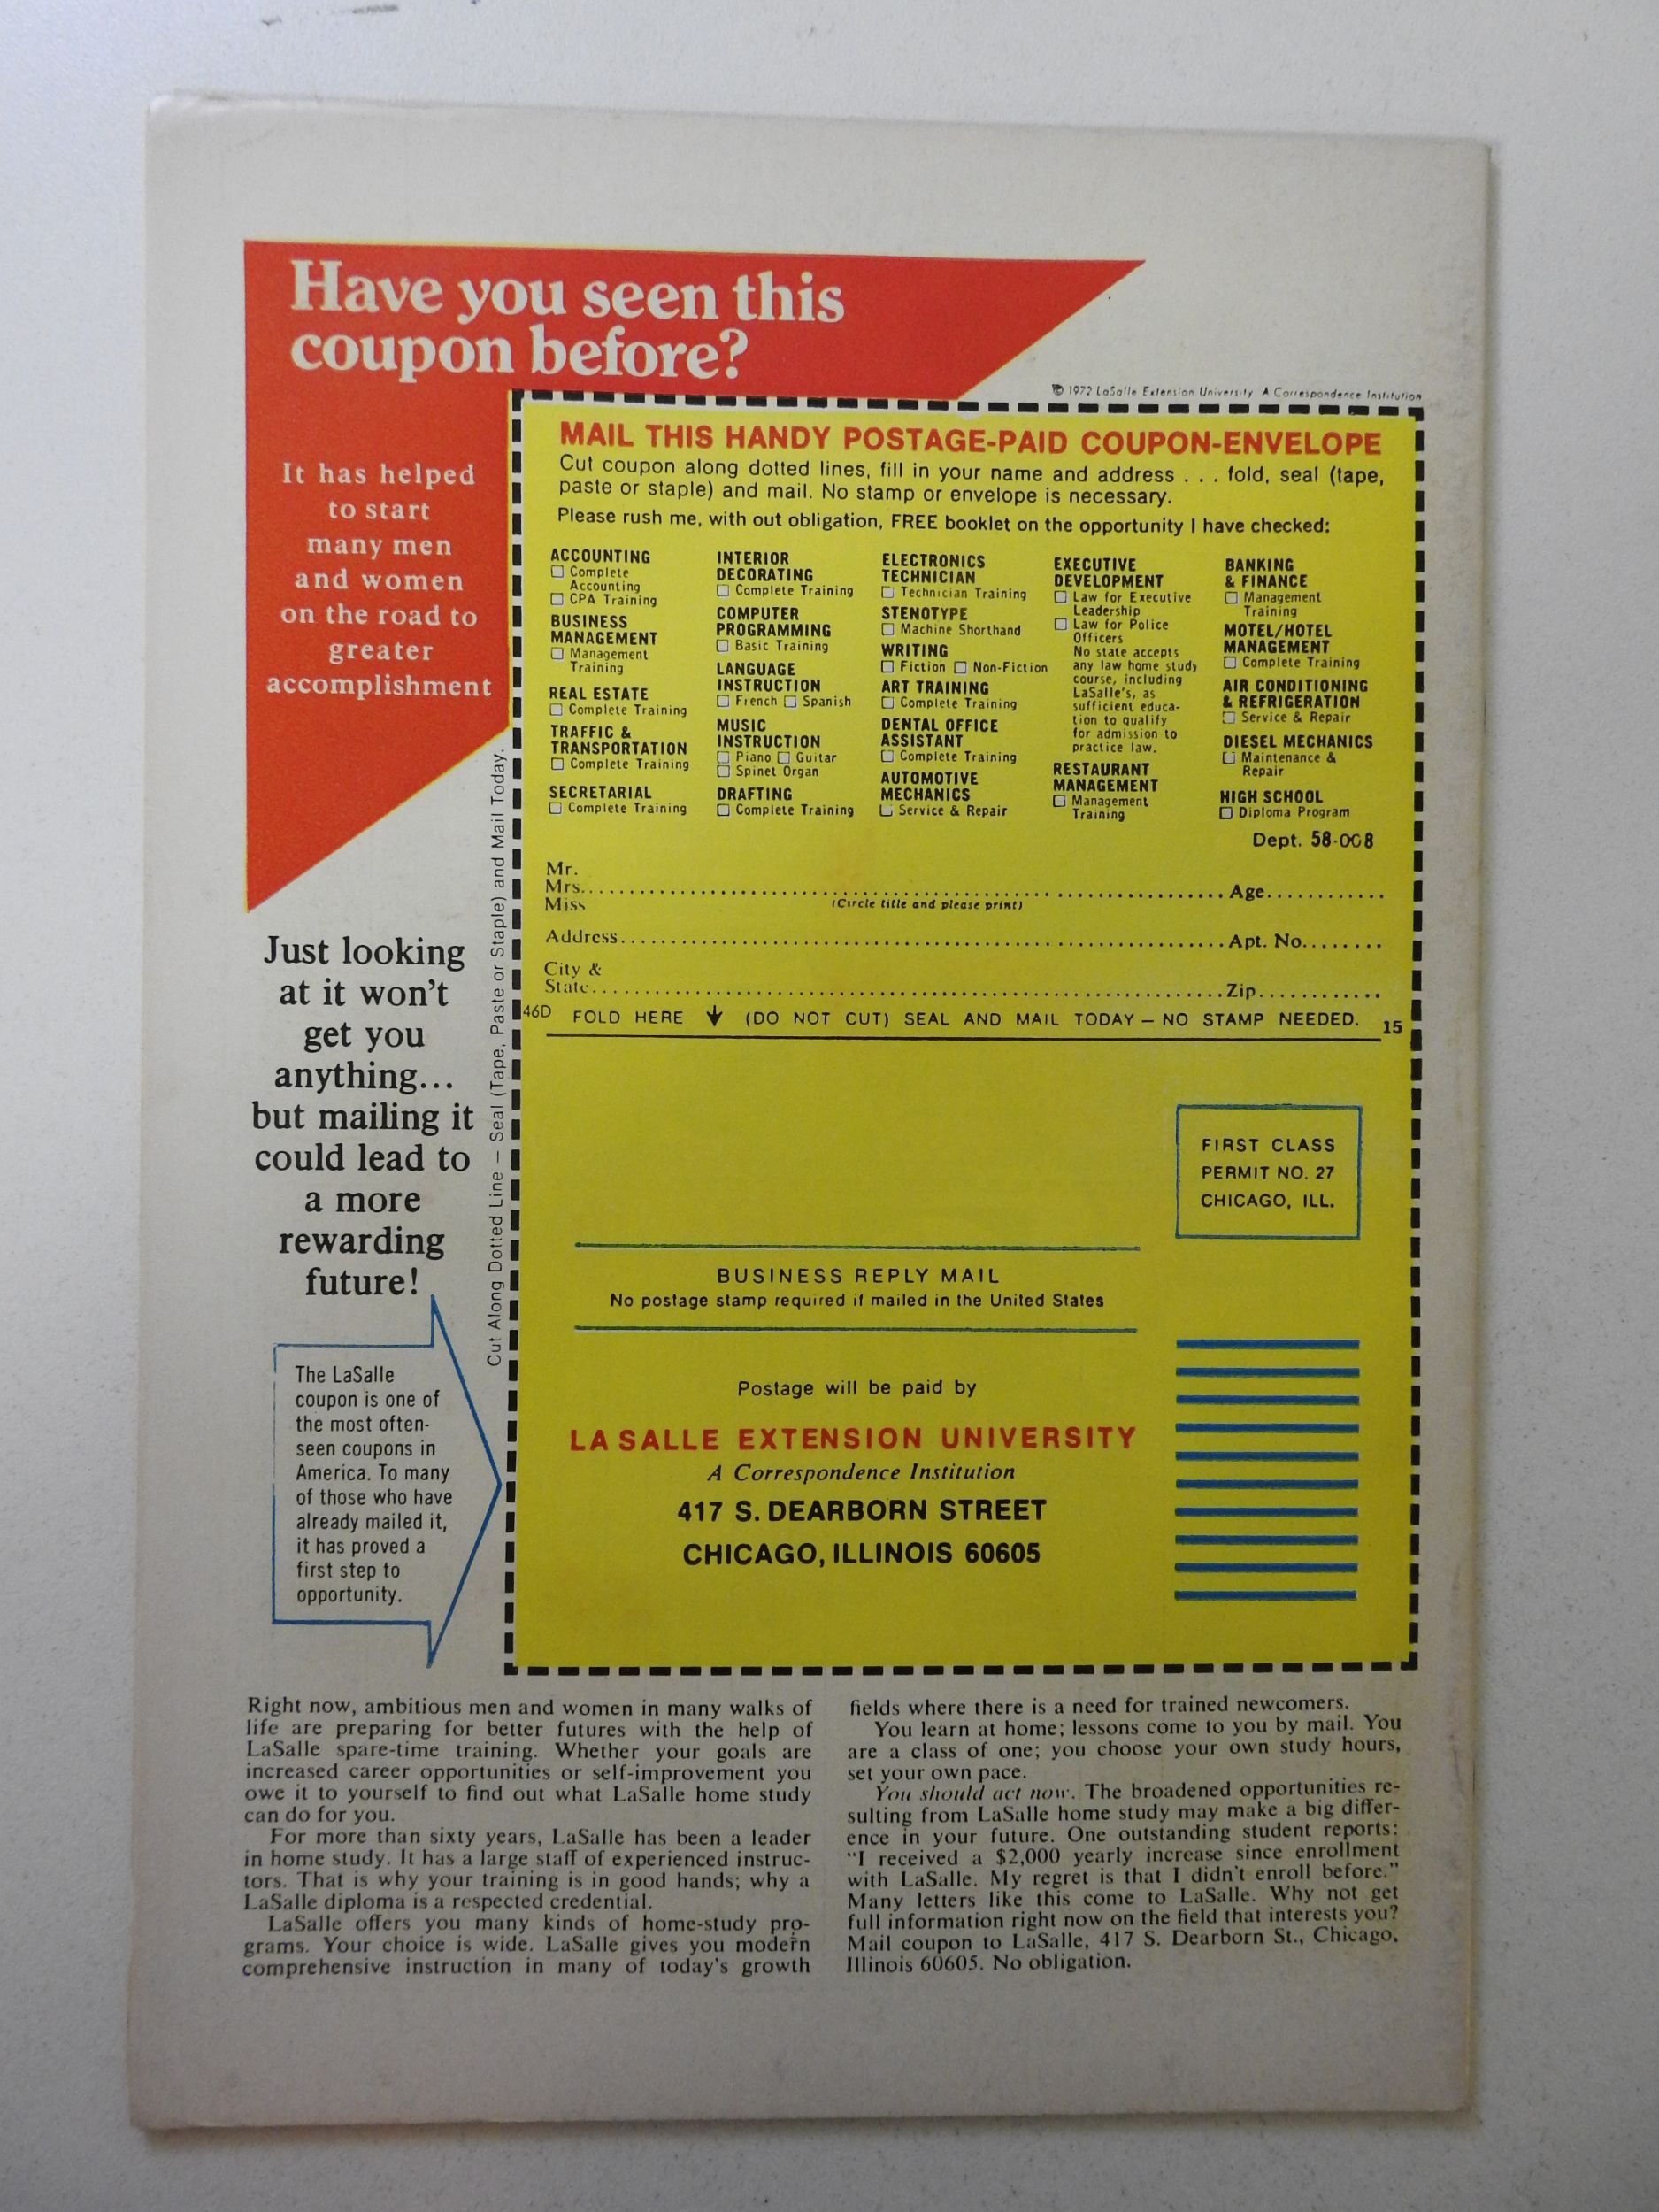 Have you seen this
coupon before?
It has helped
to start
many men
and women
on the road to
greater
accomplishment
Just looking
at it won't
get you
anything...
but mailing it
could lead to
a more
rewarding
future!
The LaSalle
coupon is one of
the most often-
seen coupons in
America. To many
of those who have
already mailed it,
it has proved a
first step to
opportunity.
Cut Along Dotted Line – Seal (Tape, Paste or Staple) and Mail Today.
© 1972 LaSalle Extension University. A Correspondence Institution
MAIL THIS HANDY POSTAGE-PAID COUPON-ENVELOPE
Cut coupon along dotted lines, fill in your name and address . . . fold, seal (tape,
paste or staple) and mail. No stamp or envelope is necessary.
Please rush me, with out obligation, FREE booklet on the opportunity I have checked:
ACCOUNTING
☐ Complete
Accounting
☐ CPA Training
BUSINESS
MANAGEMENT
☐ Management
Training
REAL ESTATE
☐ Complete Training
TRAFFIC &
TRANSPORTATION
☐ Complete Training
SECRETARIAL
☐ Complete Training
INTERIOR
DECORATING
☐ Complete Training
COMPUTER
PROGRAMMING
☐ Basic Training
LANGUAGE
INSTRUCTION
☐ French ☐ Spanish
MUSIC
INSTRUCTION
☐ Piano ☐ Guitar
☐ Spinet Organ
DRAFTING
☐ Complete Training
ELECTRONICS
TECHNICIAN
☐ Technician Training
STENOTYPE
☐ Machine Shorthand
WRITING
☐ Fiction ☐ Non-Fiction
ART TRAINING
☐ Complete Training
DENTAL OFFICE
ASSISTANT
☐ Complete Training
AUTOMOTIVE
MECHANICS
☐ Service & Repair
EXECUTIVE
DEVELOPMENT
☐ Law for Executive
Leadership
☐ Law for Police
Officers
No state accepts
any law home study
course, including
LaSalle's, as
sufficient educa-
tion to qualify
for admission to
practice law.
RESTAURANT
MANAGEMENT
☐ Management
Training
BANKING
& FINANCE
☐ Management
Training
MOTEL/HOTEL
MANAGEMENT
☐ Complete Training
AIR CONDITIONING
& REFRIGERATION
☐ Service & Repair
DIESEL MECHANICS
☐ Maintenance &
Repair
HIGH SCHOOL
☐ Diploma Program
Dept. 58-008
Mr.
Mrs. Age
Miss (Circle title and please print)
Address Apt. No.
City &
State Zip
46D FOLD HERE ↓ (DO NOT CUT) SEAL AND MAIL TODAY – NO STAMP NEEDED. 15
FIRST CLASS
PERMIT NO. 27
CHICAGO, ILL.
BUSINESS REPLY MAIL
No postage stamp required if mailed in the United States
Postage will be paid by
LA SALLE EXTENSION UNIVERSITY
A Correspondence Institution
417 S. DEARBORN STREET
CHICAGO, ILLINOIS 60605
Right now, ambitious men and women in many walks of
life are preparing for better futures with the help of
LaSalle spare-time training. Whether your goals are
increased career opportunities or self-improvement you
owe it to yourself to find out what LaSalle home study
can do for you.
For more than sixty years, LaSalle has been a leader
in home study. It has a large staff of experienced instruc-
tors. That is why your training is in good hands; why a
LaSalle diploma is a respected credential.
LaSalle offers you many kinds of home-study pro-
grams. Your choice is wide. LaSalle gives you modern
comprehensive instruction in many of today's growth
fields where there is a need for trained newcomers.
You learn at home; lessons come to you by mail. You
are a class of one; you choose your own study hours,
set your own pace.
You should act now. The broadened opportunities re-
sulting from LaSalle home study may make a big differ-
ence in your future. One outstanding student reports:
"I received a $2,000 yearly increase since enrollment
with LaSalle. My regret is that I didn't enroll before."
Many letters like this come to LaSalle. Why not get
full information right now on the field that interests you?
Mail coupon to LaSalle, 417 S. Dearborn St., Chicago,
Illinois 60605. No obligation.